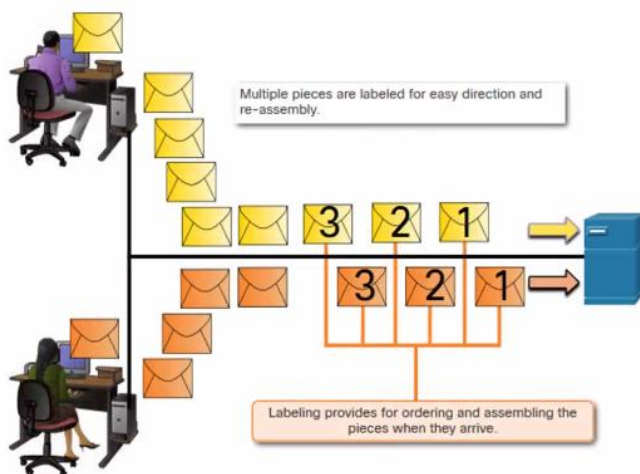 Multiple pieces are labeled for easy direction and
re-assembly.
3 2 1
3 2 1
Labeling provides for ordering and assembling the
pieces when they arrive.